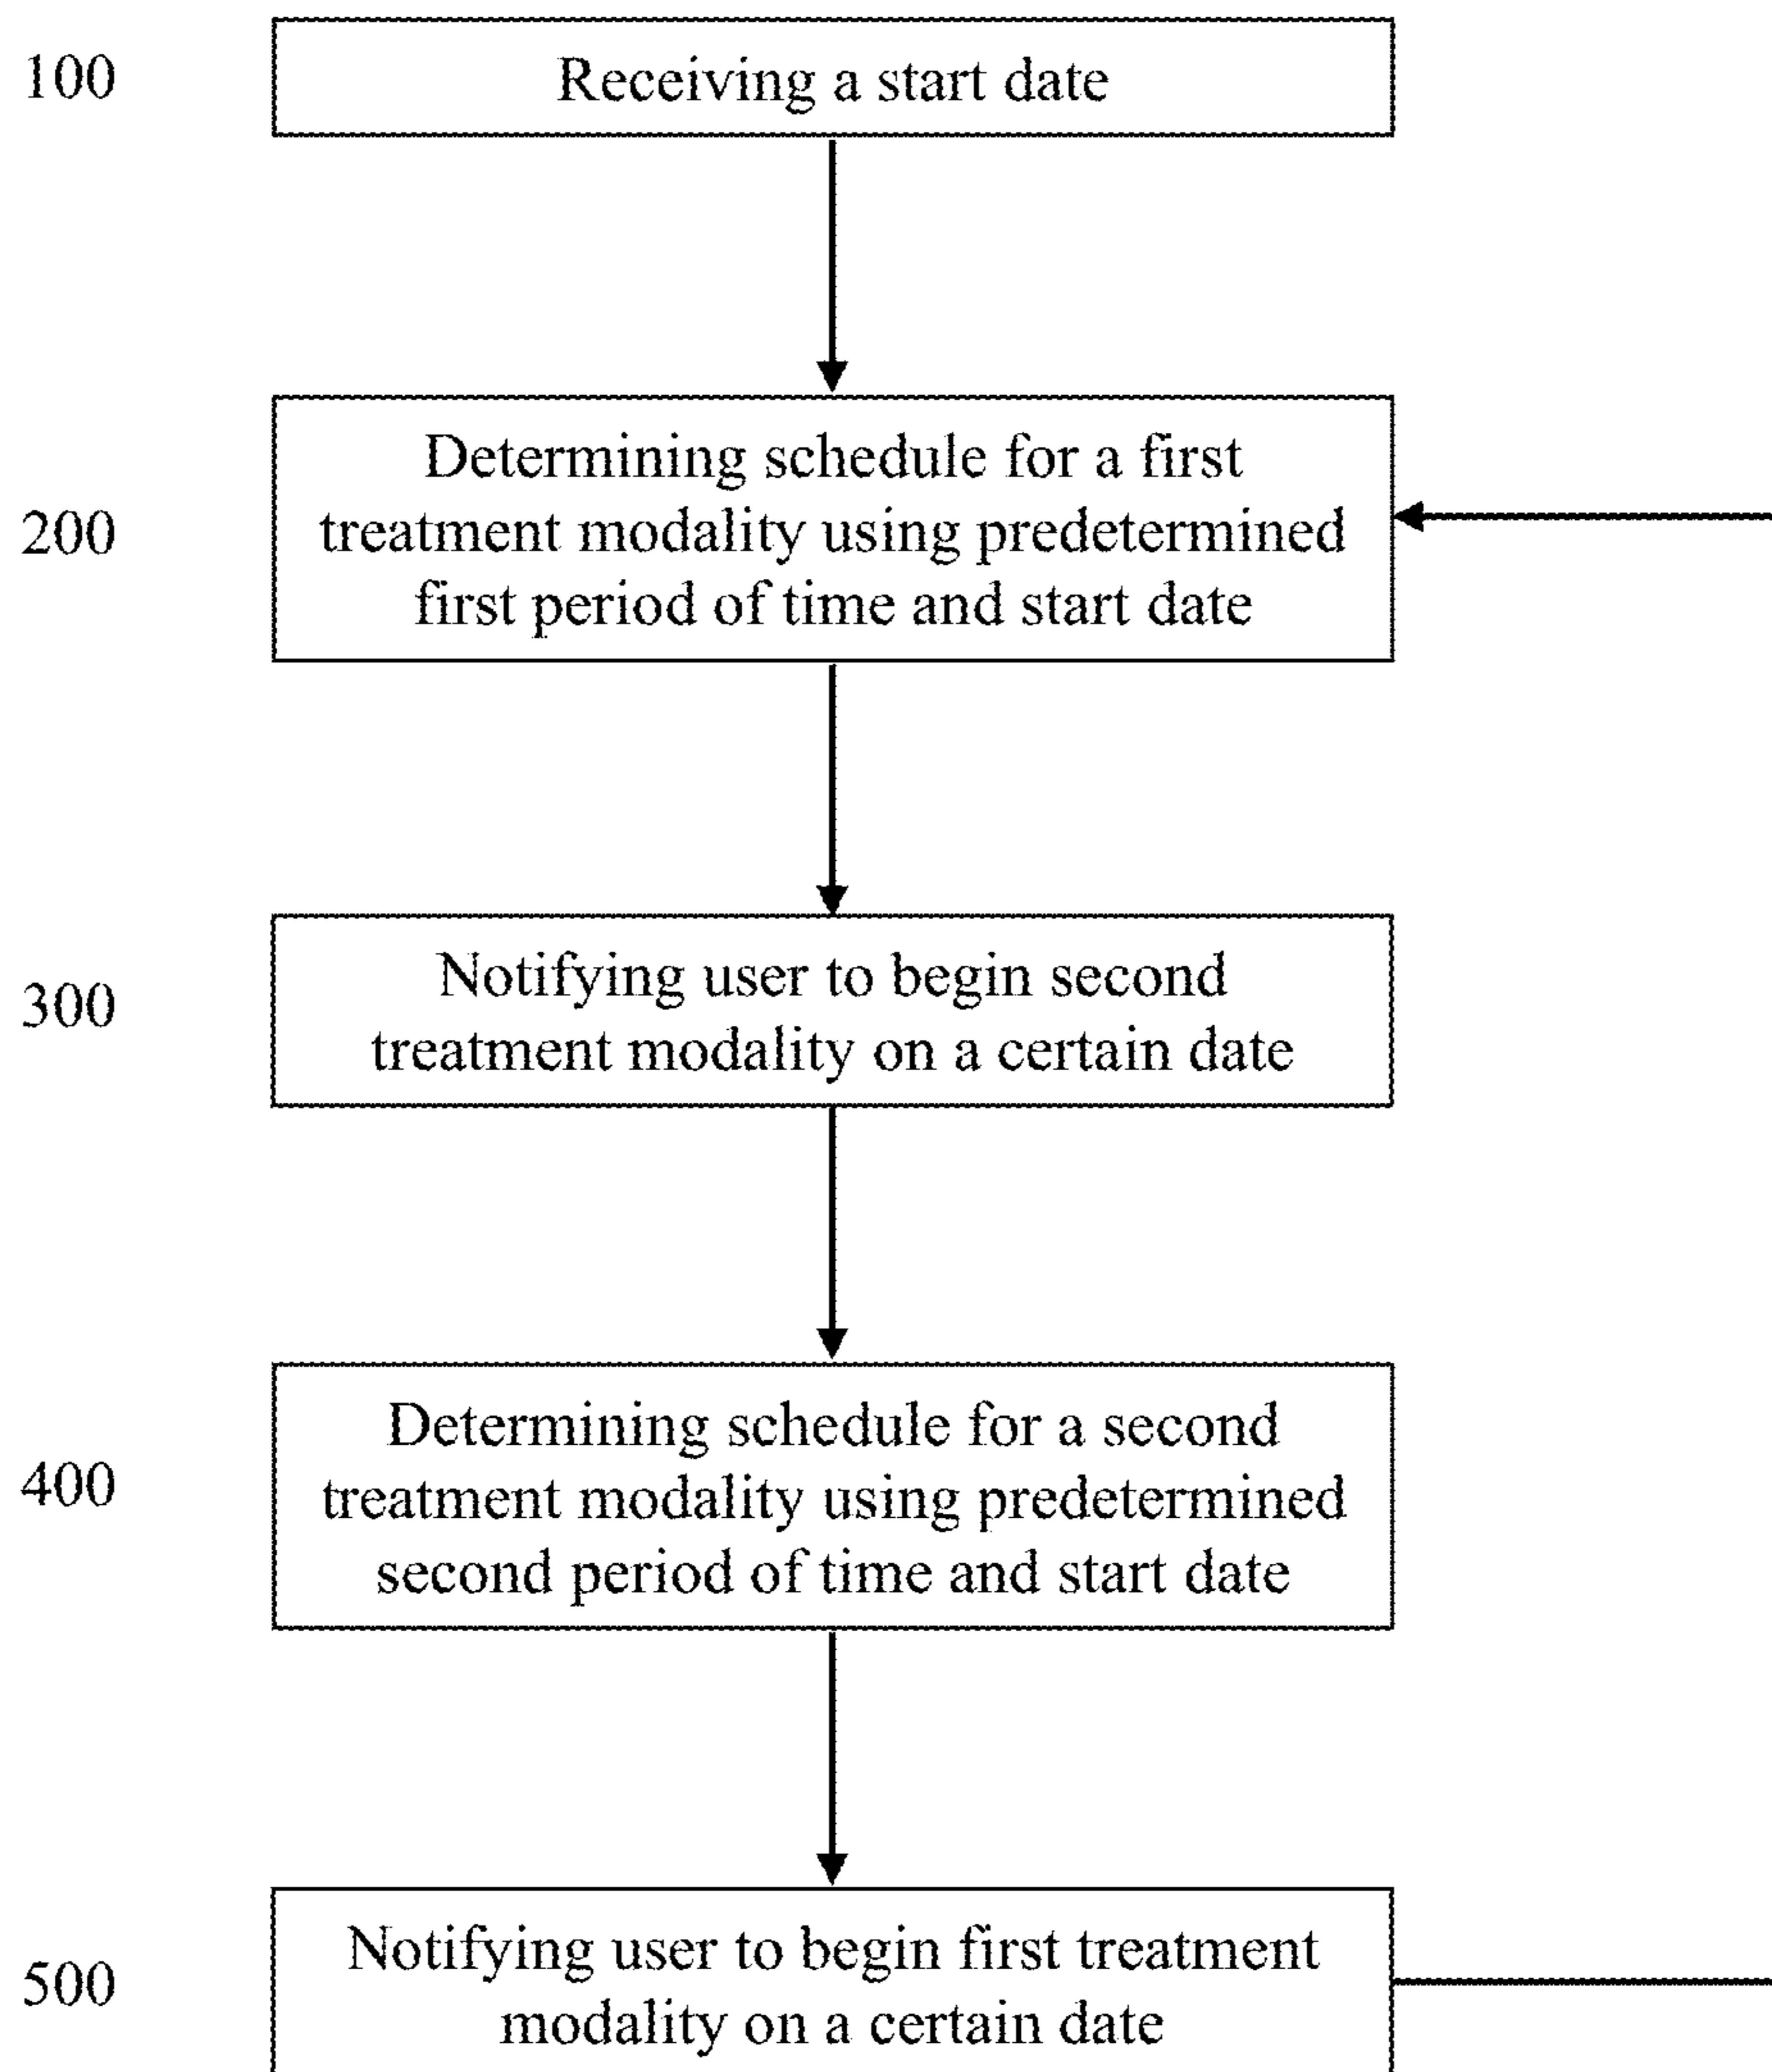 100
Receiving a start date
200
Determining schedule for a first
treatment modality using predetermined
first period of time and start date
300
Notifying user to begin second
treatment modality on a certain date
400
Determining schedule for a second
treatment modality using predetermined
second period of time and start date
500
Notifying user to begin first treatment
modality on a certain date